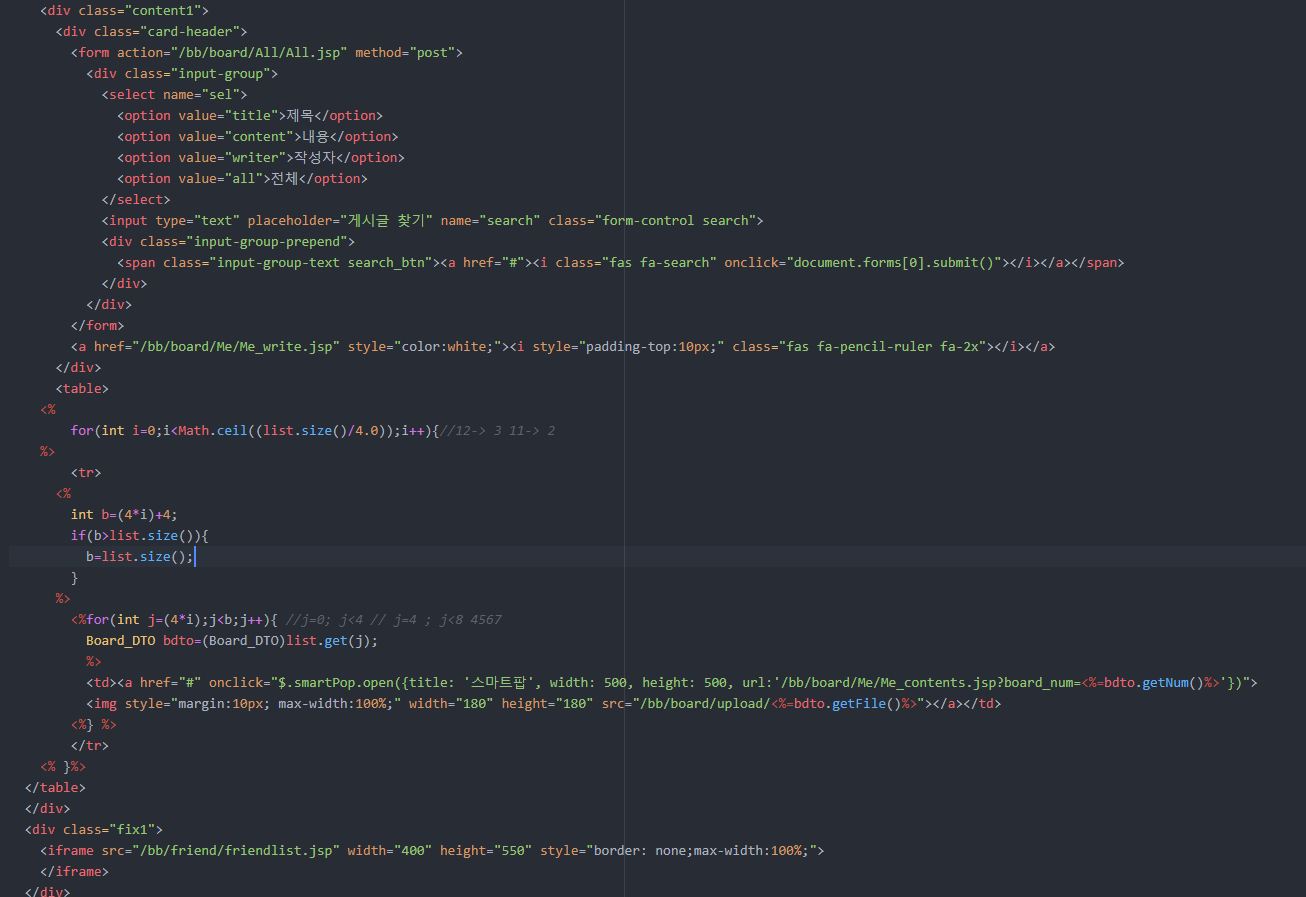 <div class="content1">
<div class="card-header">
<form action="/bb/board/All/All.jsp" method="post">
<div class="input-group">
<select name="sel">
<option value="title">제목</option>
<option value="content">내용</option>
<option value="writer">작성자</option>
<option value="all">전체</option>
</select>
<input type="text" placeholder="게시글 찾기" name="search" class="form-control search">
<div class="input-group-prepend">
<span class="input-group-text search_btn"><a href="#"><i class="fas fa-search" onclick="document.forms[0].submit()"></i></a></span>
</div>
</div>
</form>
<a href="/bb/board/Me/Me_write.jsp" style="color:white;"><i style="padding-top:10px;" class="fas fa-pencil-ruler fa-2x"></i></a>
</div>
<table>
<%
for(int i=0;i<Math.ceil((list.size()/4.0));i++){//12-> 3 11-> 2
%>
<tr>
<%
int b=(4*i)+4;
if(b>list.size()){
b=list.size();
}
%>
<%for(int j=(4*i);j<b;j++){ //j=0; j<4 // j=4 ; j<8 4567
Board_DTO bdto=(Board_DTO)list.get(j);
%>
<td><a href="#" onclick="$.smartPop.open({title: '스마트팝', width: 500, height: 500, url:'/bb/board/Me/Me_contents.jsp?board_num=<%=bdto.getNum()%>'})">
<img style="margin:10px; max-width:100%;" width="180" height="180" src="/bb/board/upload/<%=bdto.getFile()%>"></a></td>
<%} %>
</tr>
<% }%>
</table>
</div>
<div class="fix1">
<iframe src="/bb/friend/friendlist.jsp" width="400" height="550" style="border: none;max-width:100%;">
</iframe>
</div>